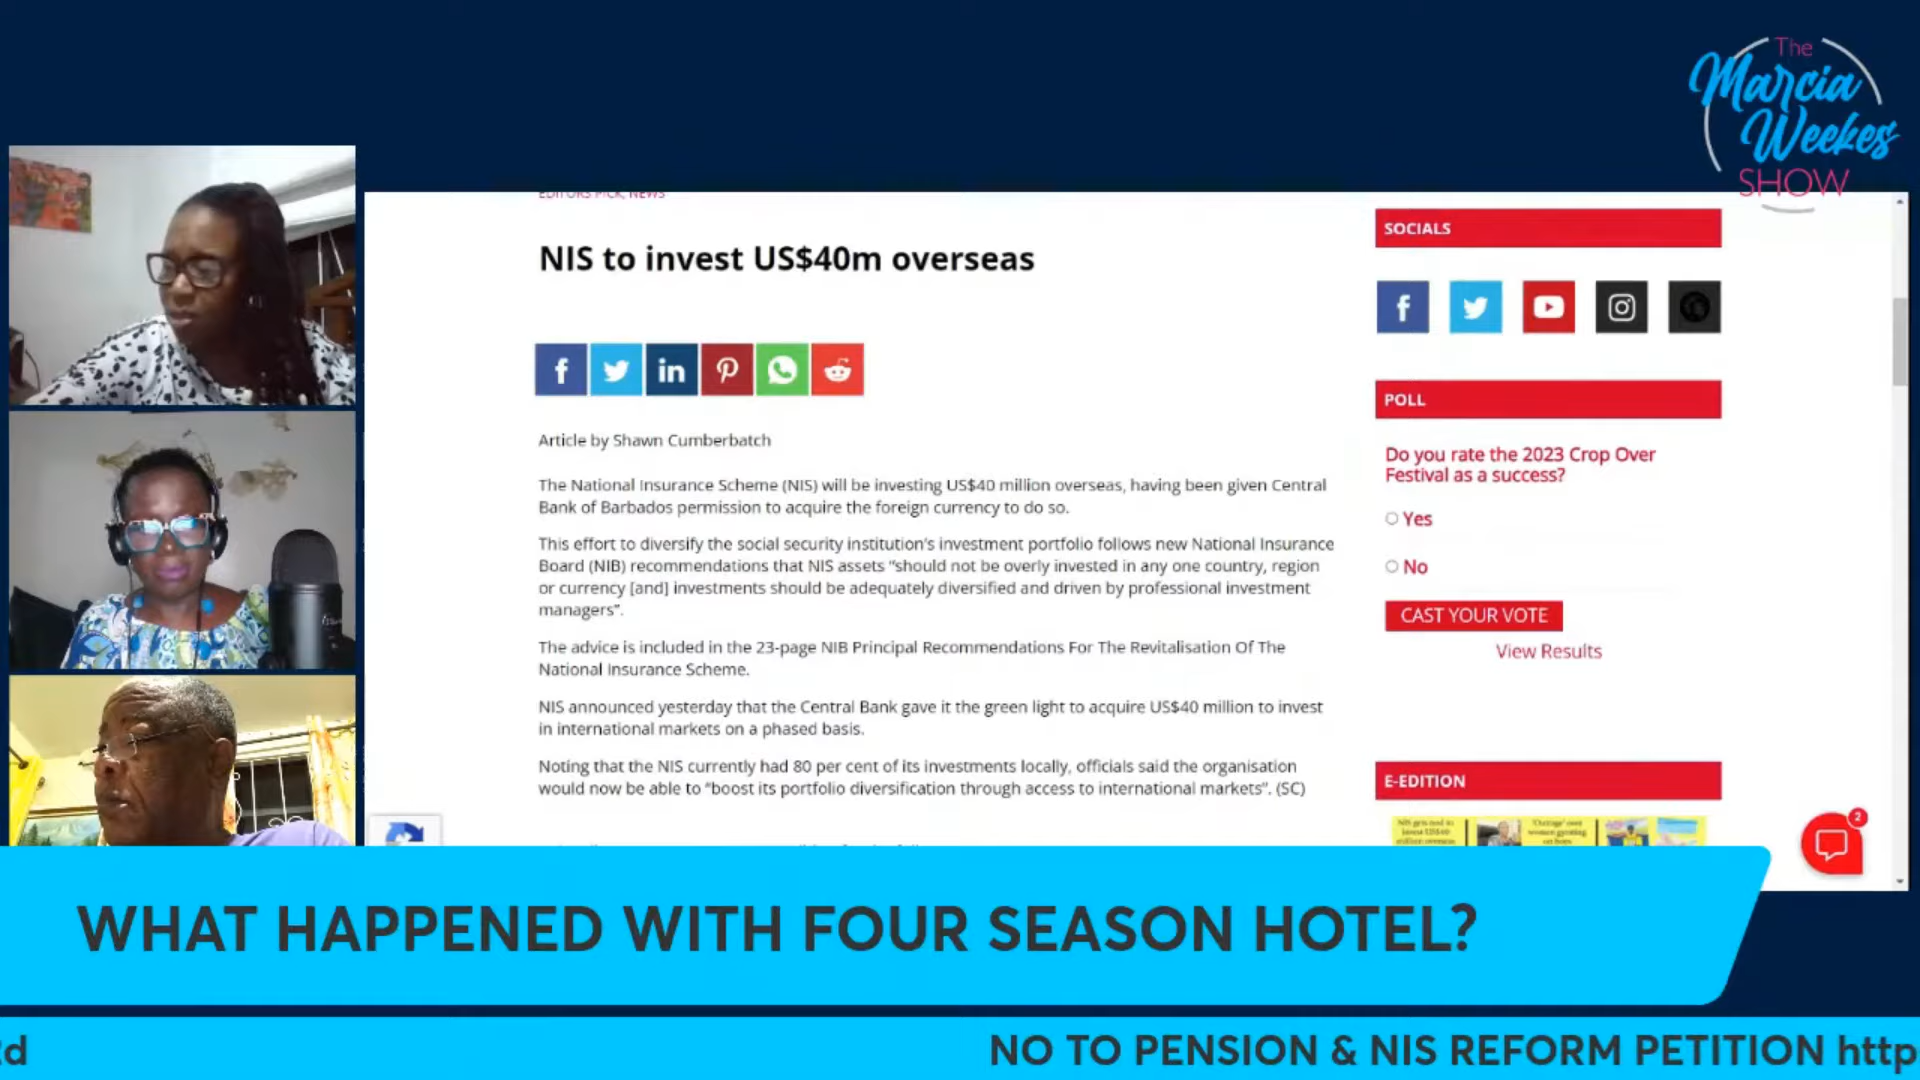 The
Marcia
Weekes
SHOW
EDITORS PICK, NEWS
NIS to invest US$40m overseas
Article by Shawn Cumberbatch
The National Insurance Scheme (NIS) will be investing US$40 million overseas, having been given Central
Bank of Barbados permission to acquire the foreign currency to do so.
This effort to diversify the social security institution's investment portfolio follows new National Insurance
Board (NIB) recommendations that NIS assets "should not be overly invested in any one country, region
or currency [and] investments should be adequately diversified and driven by professional investment
managers".
The advice is included in the 23-page NIB Principal Recommendations For The Revitalisation Of The
National Insurance Scheme.
NIS announced yesterday that the Central Bank gave it the green light to acquire US$40 million to invest
in international markets on a phased basis.
Noting that the NIS currently had 80 per cent of its investments locally, officials said the organisation
would now be able to "boost its portfolio diversification through access to international markets". (SC)
SOCIALS
POLL
Do you rate the 2023 Crop Over
Festival as a success?
Yes
No
CAST YOUR VOTE
View Results
E-EDITION
2
WHAT HAPPENED WITH FOUR SEASON HOTEL?
NO TO PENSION & NIS REFORM PETITION http